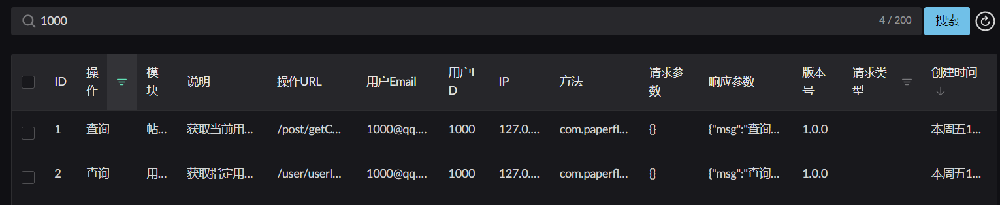 1000 4 / 200 搜索
ID 操作 模块 说明 操作URL 用户Email 用户ID IP 方法 请求参数 响应参数 版本号 请求类型 创建时间
1 查询 帖... 获取当前用... /post/getC... 1000@qq.... 1000 127.0.... com.paperfl... {} {"msg":"查询... 1.0.0 本周五1...
2 查询 用... 获取指定用... /user/userI... 1000@qq.... 1000 127.0.... com.paperfl... {} {"msg":"查询... 1.0.0 本周五1...